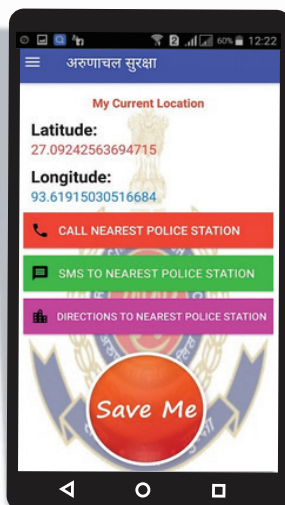 60% 12:22
अरुणाचल सुरक्षा
My Current Location
Latitude:
27.09242563694715
Longitude:
93.61915030516684
CALL NEAREST POLICE STATION
SMS TO NEAREST POLICE STATION
DIRECTIONS TO NEAREST POLICE STATION
Save Me